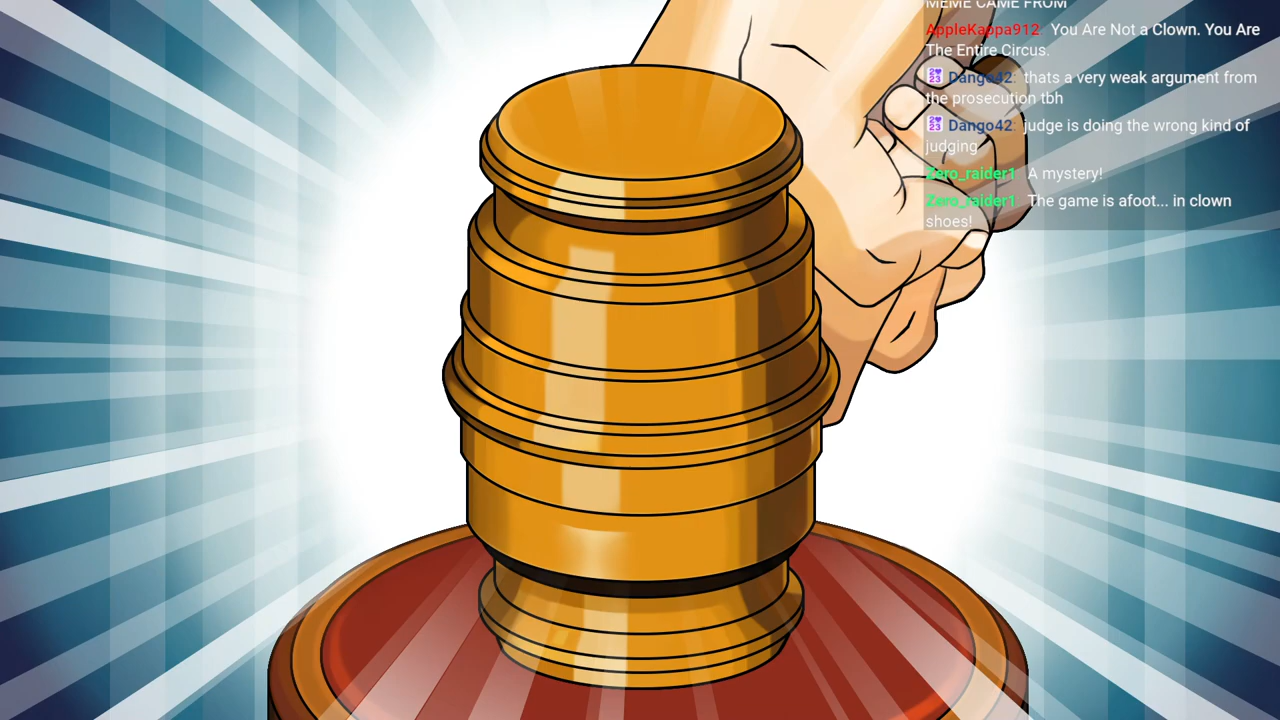 MEME CAME FROM
AppleKappa912 You Are Not a Clown. You Are
The Entire Circus.
2023 Dango42: thats a very weak argument from
the prosecution tbh
2023 Dango42: judge is doing the wrong kind of
judging
Zero_raider1 A mystery!
Zero_raider1 The game is afoot... in clown
shoes!